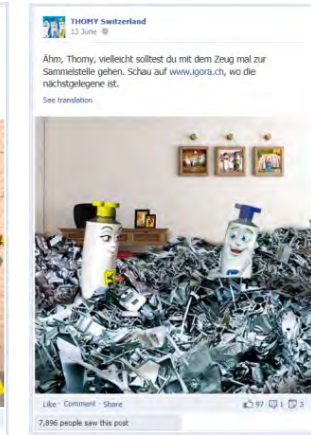 THOMY Switzerland
13 June
Ähm, Thomy, vielleicht solltest du mit dem Zeug mal zur
Sammelstelle gehen. Schau auf www.igora.ch, wo die
nächstgelegene ist.
See translation
Like · Comment · Share
97 1 3
7,896 people saw this post